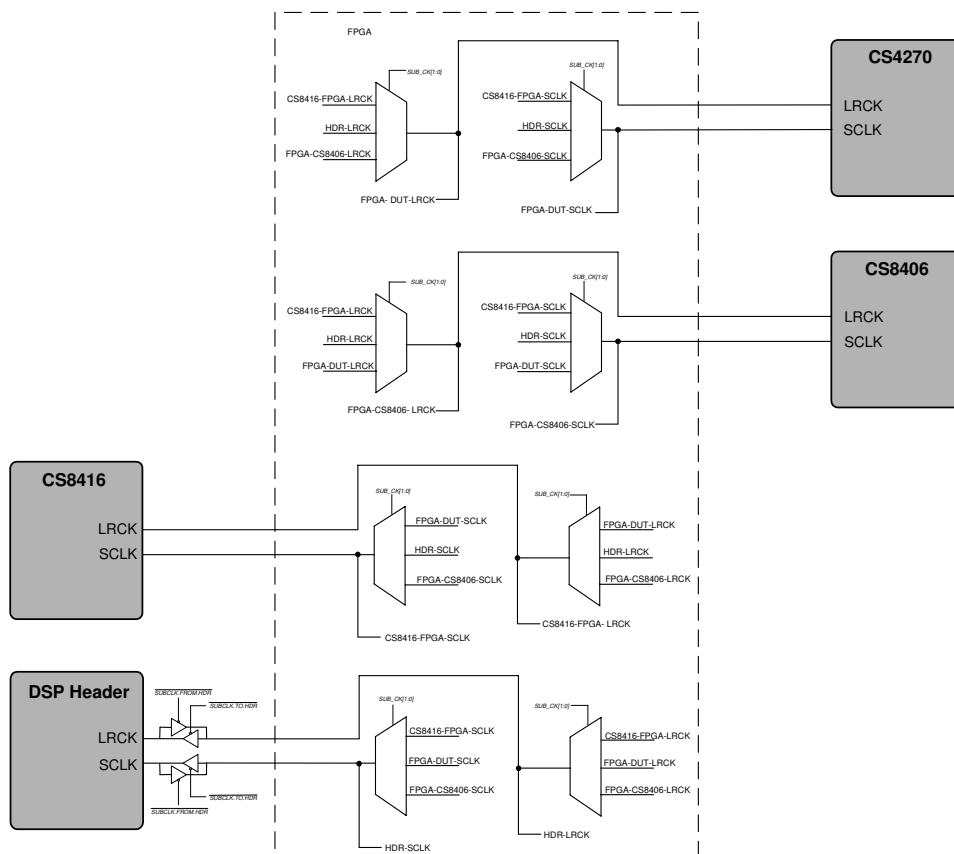 FPGA
CS4270
SUB_CK[1:0]
SUB_CK[1:0]
CS8416-FPGA-LRCK
CS8416-FPGA-SCLK
LRCK
HDR-LRCK
HDR-SCLK
SCLK
FPGA-CS8406-LRCK
FPGA-CS8406-SCLK
FPGA- DUT-LRCK
FPGA-DUT-SCLK
CS8406
SUB_CK[1:0]
SUB_CK[1:0]
CS8416-FPGA-LRCK
CS8416-FPGA-SCLK
LRCK
HDR-LRCK
HDR-SCLK
SCLK
FPGA-DUT-LRCK
FPGA-DUT-SCLK
FPGA-CS8406- LRCK
FPGA-CS8406-SCLK
CS8416
SUB_CK[1:0]
SUB_CK[1:0]
LRCK
FPGA-DUT-SCLK
FPGA-DUT-LRCK
SCLK
HDR-SCLK
HDR-LRCK
FPGA-CS8406-SCLK
FPGA-CS8406-LRCK
CS8416-FPGA-SCLK
CS8416-FPGA- LRCK
DSP Header
SUBCLK.FROM.HDR
SUBCLK.TO.HDR
SUB_CK[1:0]
SUB_CK[1:0]
LRCK
CS8416-FPGA-SCLK
CS8416-FPGA-LRCK
SCLK
FPGA-DUT-SCLK
FPGA-DUT-LRCK
SUBCLK.TO.HDR
SUBCLK.FROM.HDR
FPGA-CS8406-SCLK
FPGA-CS8406-LRCK
HDR-SCLK
HDR-LRCK